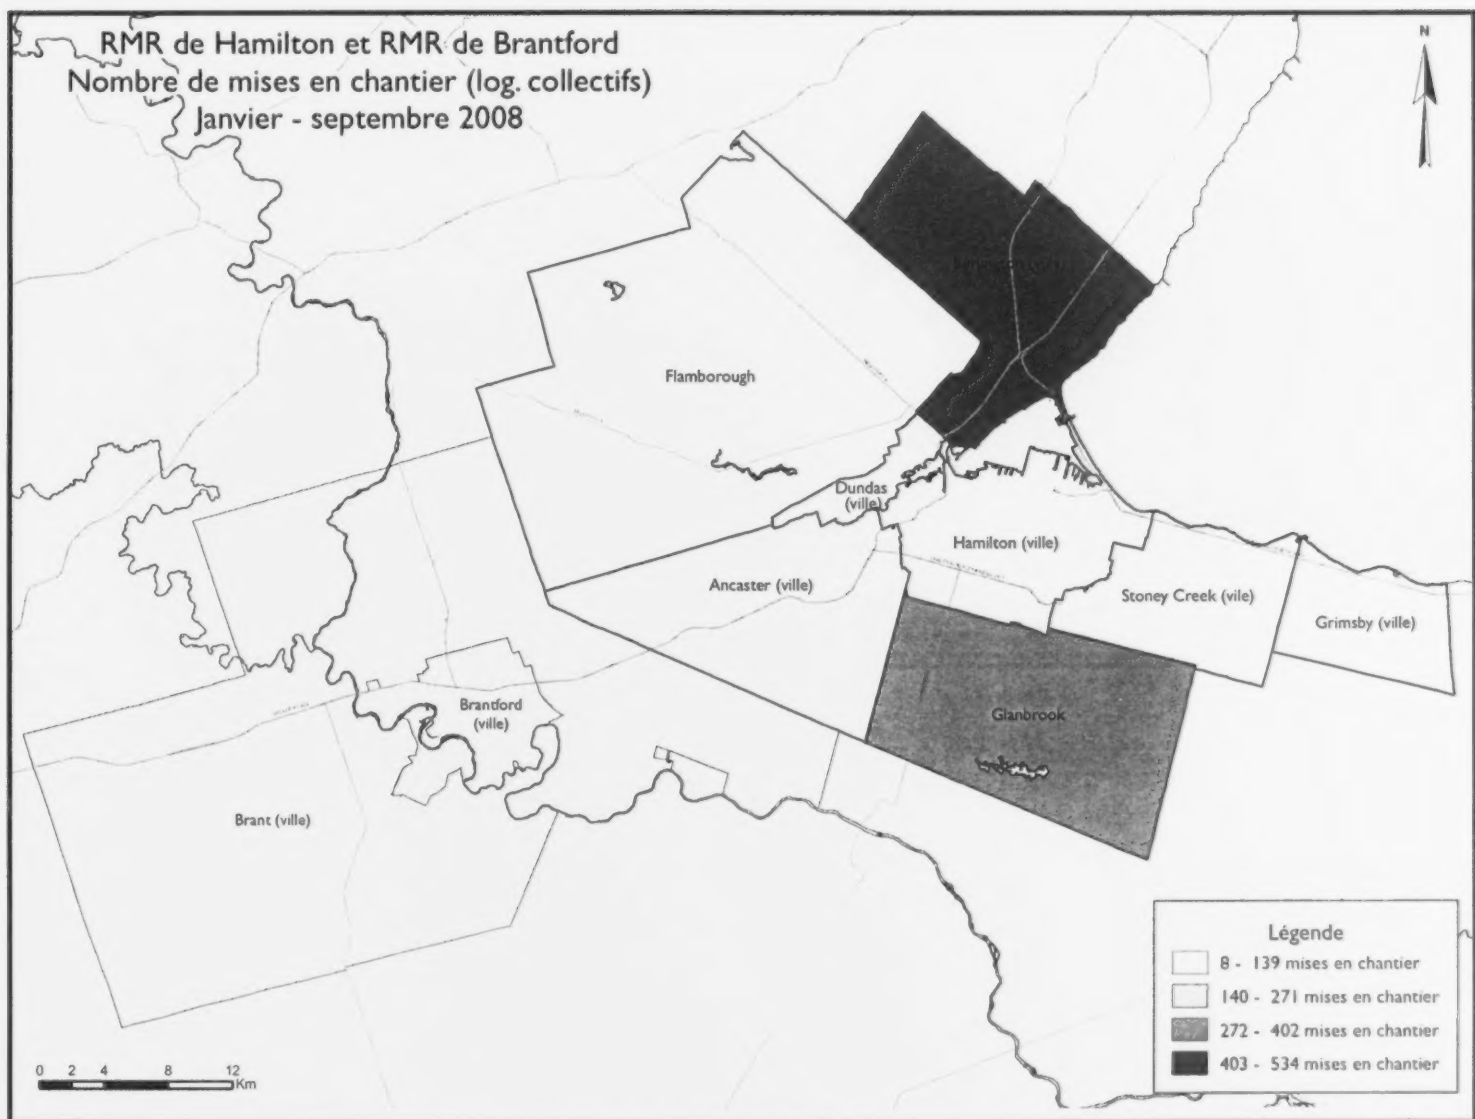 RMR de Hamilton et RMR de Brantford
Nombre de mises en chantier (log. collectifs)
Janvier - septembre 2008
N
Flamborough
Dundas
(ville)
Hamilton (ville)
Ancaster (ville)
Stoney Creek (vile)
Grimsby (ville)
Brantford
(ville)
Glanbrook
Brant (ville)
Légende
8 - 139 mises en chantier
140 - 271 mises en chantier
272 - 402 mises en chantier
403 - 534 mises en chantier
0 2 4 8 12
Km